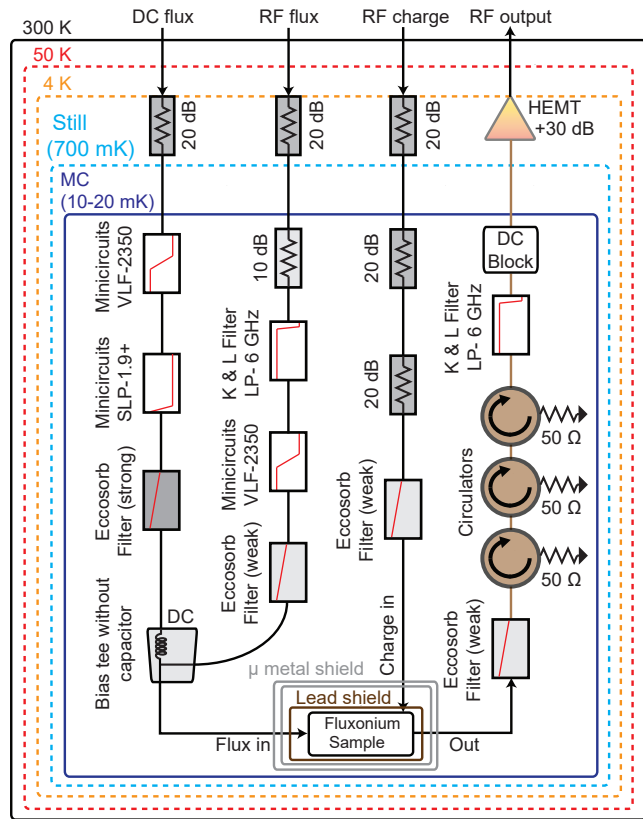 DC flux
RF flux
RF charge
RF output
300 K
50 K
4 K
Still
(700 mK)
MC
(10-20 mK)
20 dB
20 dB
20 dB
HEMT
+30 dB
Minicircuits
VLF-2350
10 dB
20 dB
DC
Block
Minicircuits
SLP-1.9+
K & L Filter
LP- 6 GHz
20 dB
K & L Filter
LP- 6 GHz
Eccosorb
Filter (strong)
Minicircuits
VLF-2350
Eccosorb
Filter (weak)
Circulators
50 Ω
50 Ω
50 Ω
Eccosorb
Filter (weak)
Bias tee without
capacitor
DC
Charge in
Eccosorb
Filter (weak)
μ metal shield
Lead shield
Fluxonium
Sample
Flux in
Out